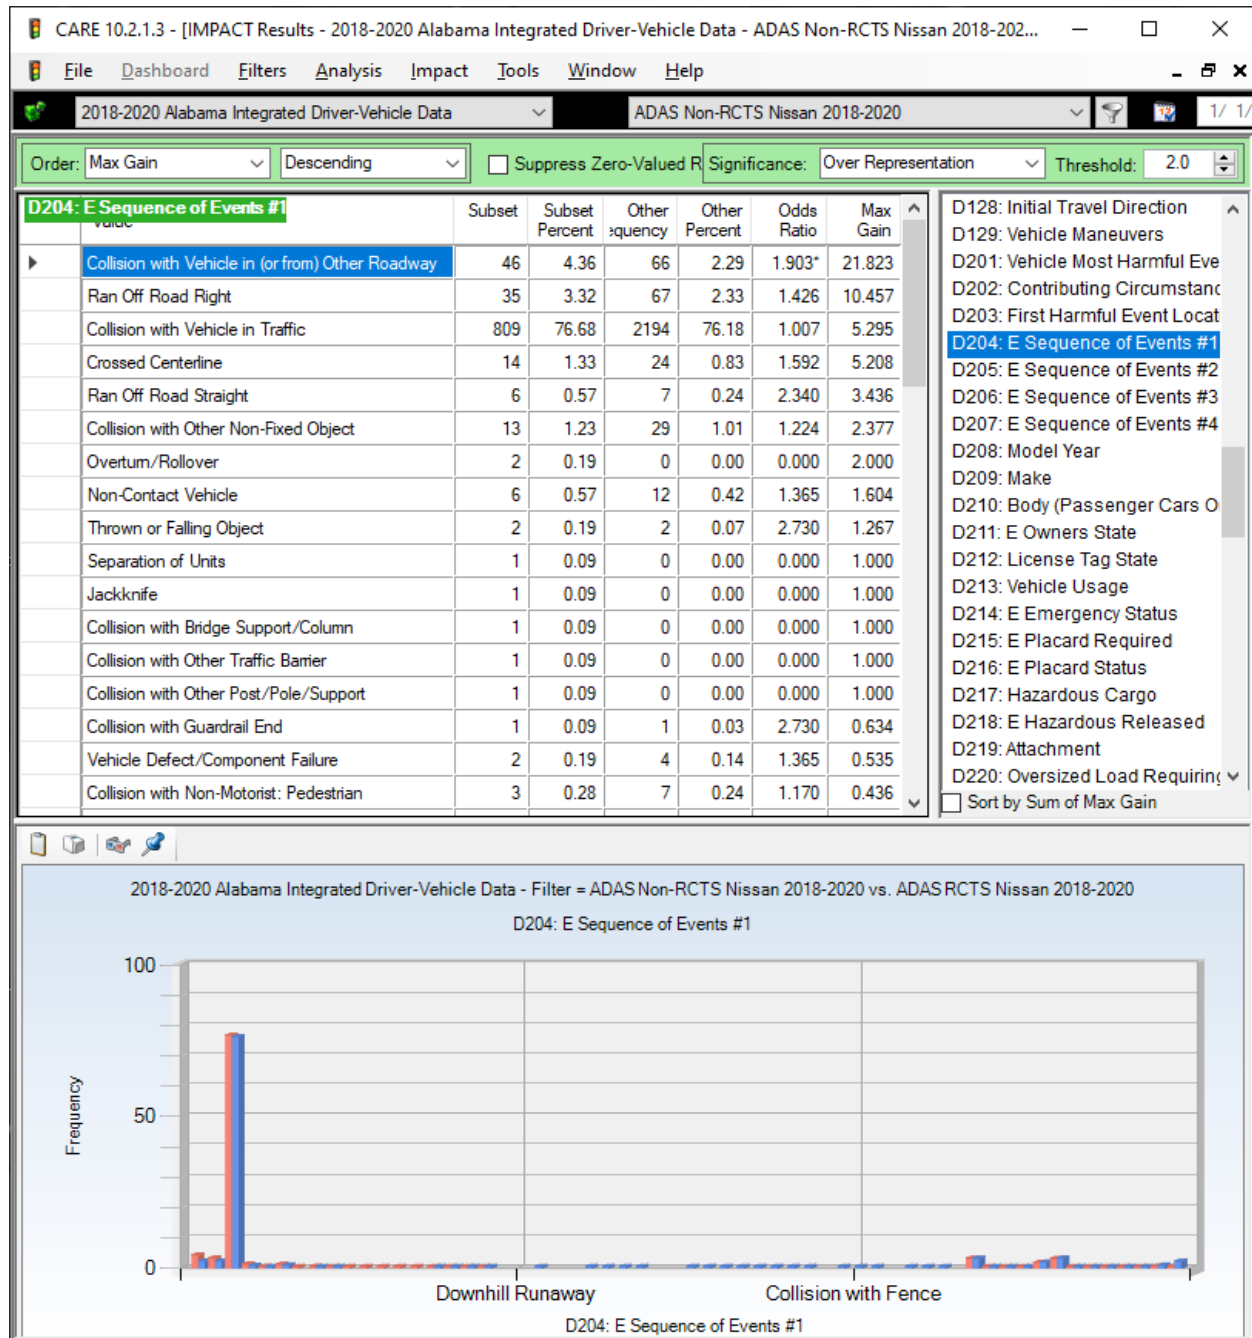 CARE 10.2.1.3 - [IMPACT Results - 2018-2020 Alabama Integrated Driver-Vehicle Data - ADAS Non-RCTS Nissan 2018-202...
File Dashboard Filters Analysis Impact Tools Window Help
2018-2020 Alabama Integrated Driver-Vehicle Data ADAS Non-RCTS Nissan 2018-2020 1/ 1/
Order: Max Gain Descending Suppress Zero-Valued R Significance: Over Representation Threshold: 2.0
D204: E Sequence of Events #1
Value Subset Subset Percent Other equency Other Percent Odds Ratio Max Gain
Collision with Vehicle in (or from) Other Roadway 46 4.36 66 2.29 1.903* 21.823
Ran Off Road Right 35 3.32 67 2.33 1.426 10.457
Collision with Vehicle in Traffic 809 76.68 2194 76.18 1.007 5.295
Crossed Centerline 14 1.33 24 0.83 1.592 5.208
Ran Off Road Straight 6 0.57 7 0.24 2.340 3.436
Collision with Other Non-Fixed Object 13 1.23 29 1.01 1.224 2.377
Overturn/Rollover 2 0.19 0 0.00 0.000 2.000
Non-Contact Vehicle 6 0.57 12 0.42 1.365 1.604
Thrown or Falling Object 2 0.19 2 0.07 2.730 1.267
Separation of Units 1 0.09 0 0.00 0.000 1.000
Jackknife 1 0.09 0 0.00 0.000 1.000
Collision with Bridge Support/Column 1 0.09 0 0.00 0.000 1.000
Collision with Other Traffic Barrier 1 0.09 0 0.00 0.000 1.000
Collision with Other Post/Pole/Support 1 0.09 0 0.00 0.000 1.000
Collision with Guardrail End 1 0.09 1 0.03 2.730 0.634
Vehicle Defect/Component Failure 2 0.19 4 0.14 1.365 0.535
Collision with Non-Motorist: Pedestrian 3 0.28 7 0.24 1.170 0.436
D128: Initial Travel Direction
D129: Vehicle Maneuvers
D201: Vehicle Most Harmful Eve
D202: Contributing Circumstanc
D203: First Harmful Event Locat
D204: E Sequence of Events #1
D205: E Sequence of Events #2
D206: E Sequence of Events #3
D207: E Sequence of Events #4
D208: Model Year
D209: Make
D210: Body (Passenger Cars O
D211: E Owners State
D212: License Tag State
D213: Vehicle Usage
D214: E Emergency Status
D215: E Placard Required
D216: E Placard Status
D217: Hazardous Cargo
D218: E Hazardous Released
D219: Attachment
D220: Oversized Load Requiring
Sort by Sum of Max Gain
2018-2020 Alabama Integrated Driver-Vehicle Data - Filter = ADAS Non-RCTS Nissan 2018-2020 vs. ADAS RCTS Nissan 2018-2020
D204: E Sequence of Events #1
100
50
0
Frequency
Downhill Runaway Collision with Fence
D204: E Sequence of Events #1